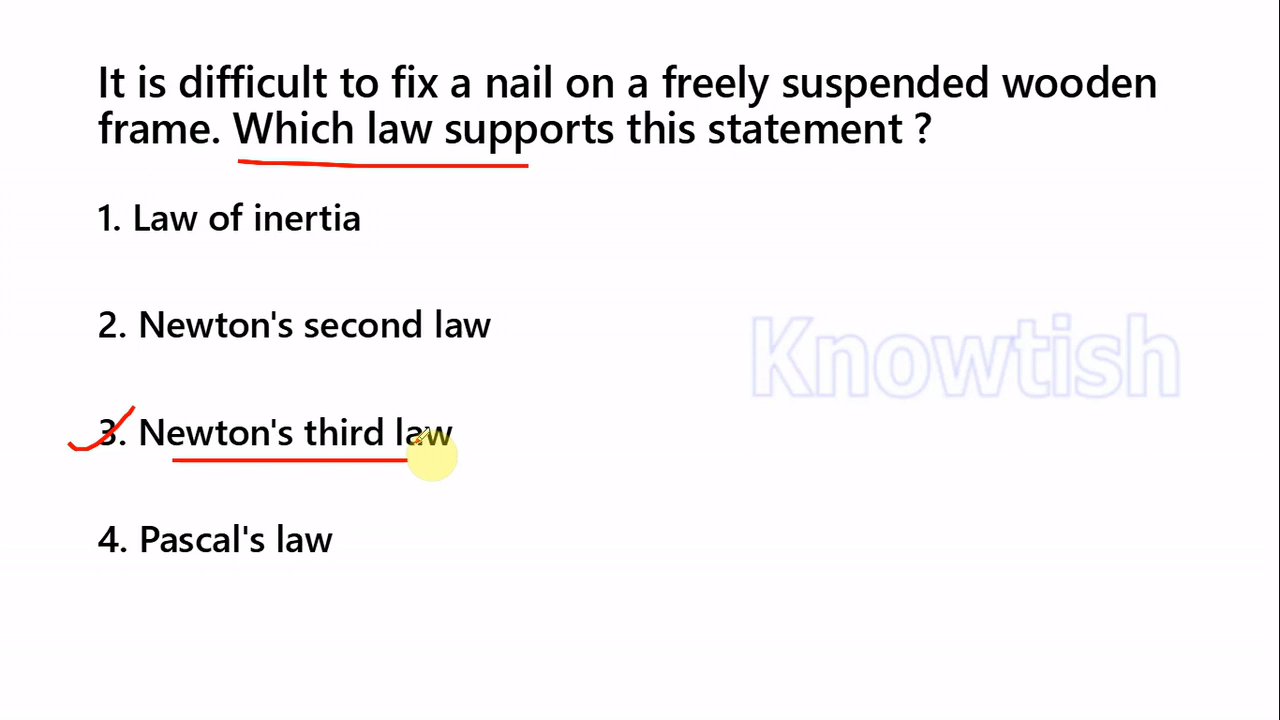 It is difficult to fix a nail on a freely suspended wooden
frame. Which law supports this statement ?
1. Law of inertia
2. Newton's second law
Knowtish
3. Newton's third law
4. Pascal's law